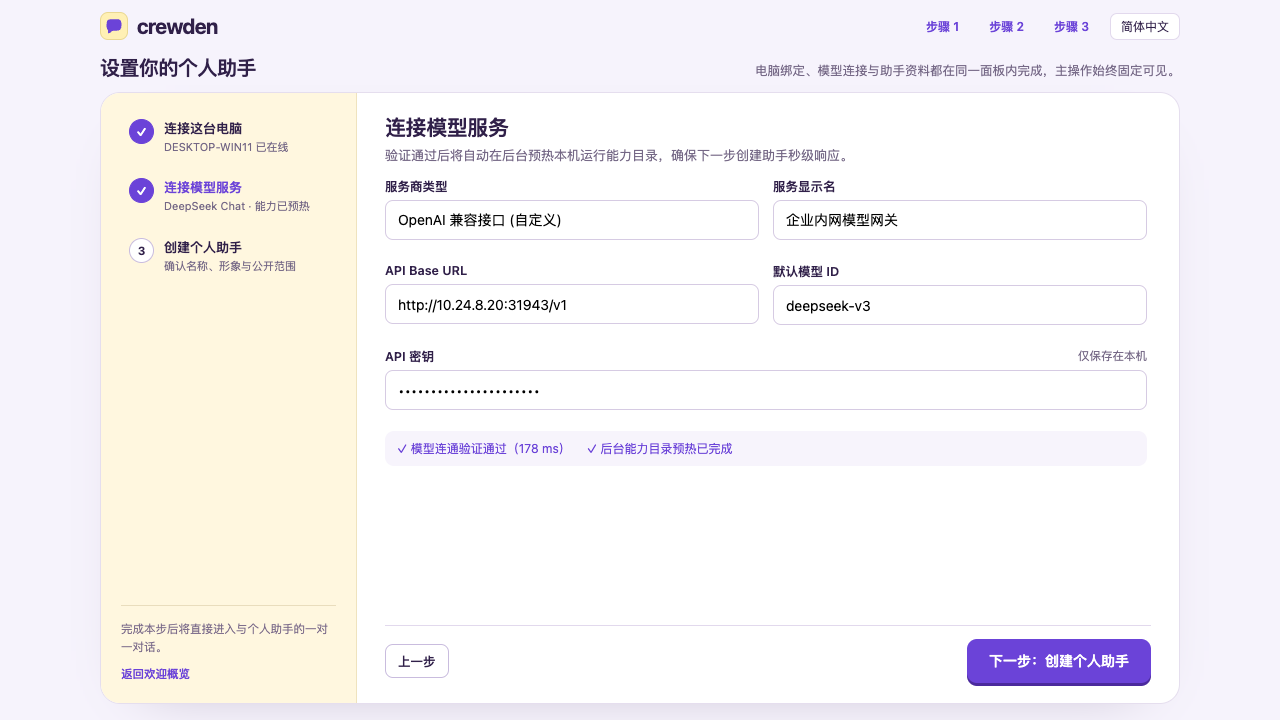 crewden
步骤 1
步骤 2
步骤 3
简体中文
设置你的个人助手
电脑绑定、模型连接与助手资料都在同一面板内完成，主操作始终固定可见。
连接这台电脑
DESKTOP-WIN11 已在线
连接模型服务
DeepSeek Chat · 能力已预热
3
创建个人助手
确认名称、形象与公开范围
完成本步后将直接进入与个人助手的一对
一对话。
返回欢迎概览
连接模型服务
验证通过后将自动在后台预热本机运行能力目录，确保下一步创建助手秒级响应。
服务商类型
OpenAI 兼容接口 (自定义)
服务显示名
企业内网模型网关
API Base URL
http://10.24.8.20:31943/v1
默认模型 ID
deepseek-v3
API 密钥
仅保存在本机
••••••••••••••••••••••
✓ 模型连通验证通过（178 ms）
✓ 后台能力目录预热已完成
上一步
下一步：创建个人助手